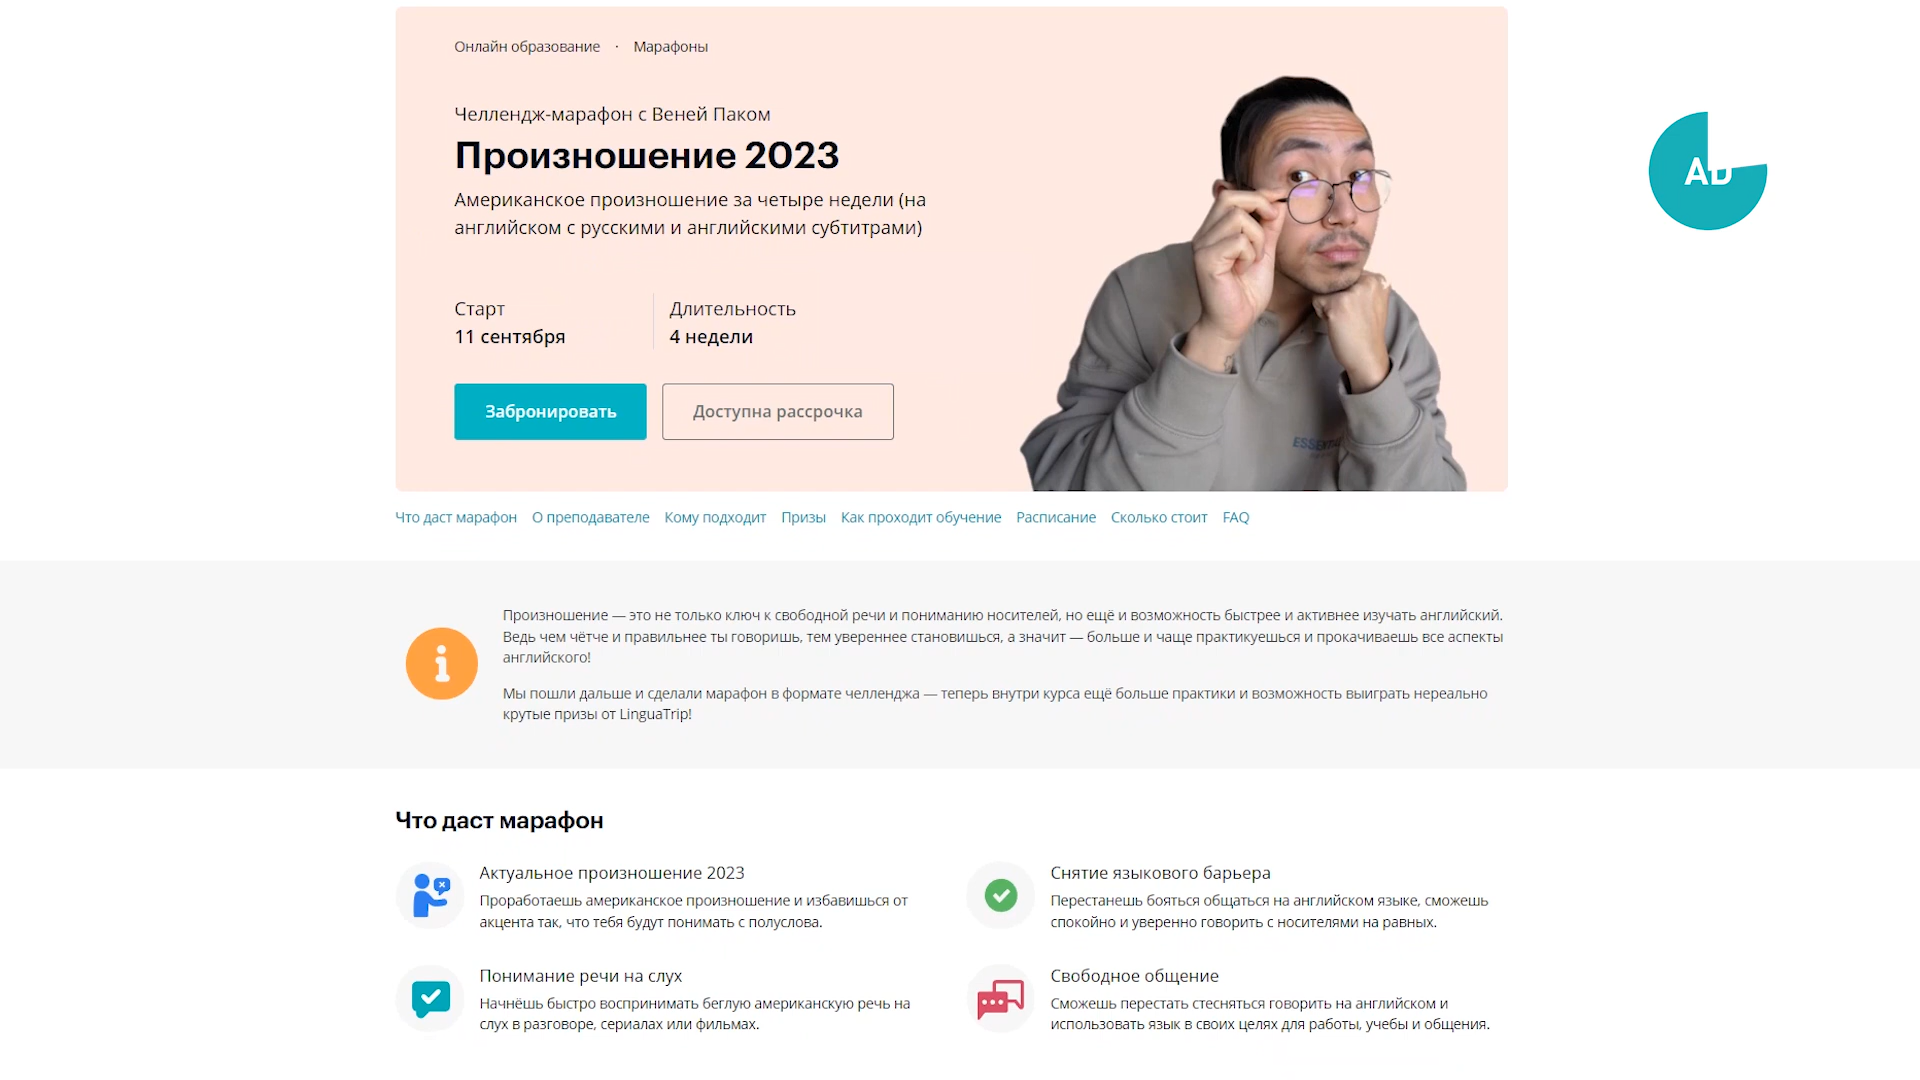 Онлайн образование · Марафоны
Челлендж-марафон с Веней Паком
Произношение 2023
Американское произношение за четыре недели (на
английском с русскими и английскими субтитрами)
Старт
11 сентября
Длительность
4 недели
Забронировать
Доступна рассрочка
AD
Что даст марафон О преподавателе Кому подходит Призы Как проходит обучение Расписание Сколько стоит FAQ
Произношение — это не только ключ к свободной речи и пониманию носителей, но ещё и возможность быстрее и активнее изучать английский.
Ведь чем чётче и правильнее ты говоришь, тем увереннее становишься, а значит — больше и чаще практикуешься и прокачиваешь все аспекты
английского!
Мы пошли дальше и сделали марафон в формате челленджа — теперь внутри курса ещё больше практики и возможность выиграть нереально
крутые призы от LinguaTrip!
Что даст марафон
Актуальное произношение 2023
Проработаешь американское произношение и избавишься от
акцента так, что тебя будут понимать с полуслова.
Снятие языкового барьера
Перестанешь бояться общаться на английском языке, сможешь
спокойно и уверенно говорить с носителями на равных.
Понимание речи на слух
Начнёшь быстро воспринимать беглую американскую речь на
слух в разговоре, сериалах или фильмах.
Свободное общение
Сможешь перестать стесняться говорить на английском и
использовать язык в своих целях для работы, учебы и общения.